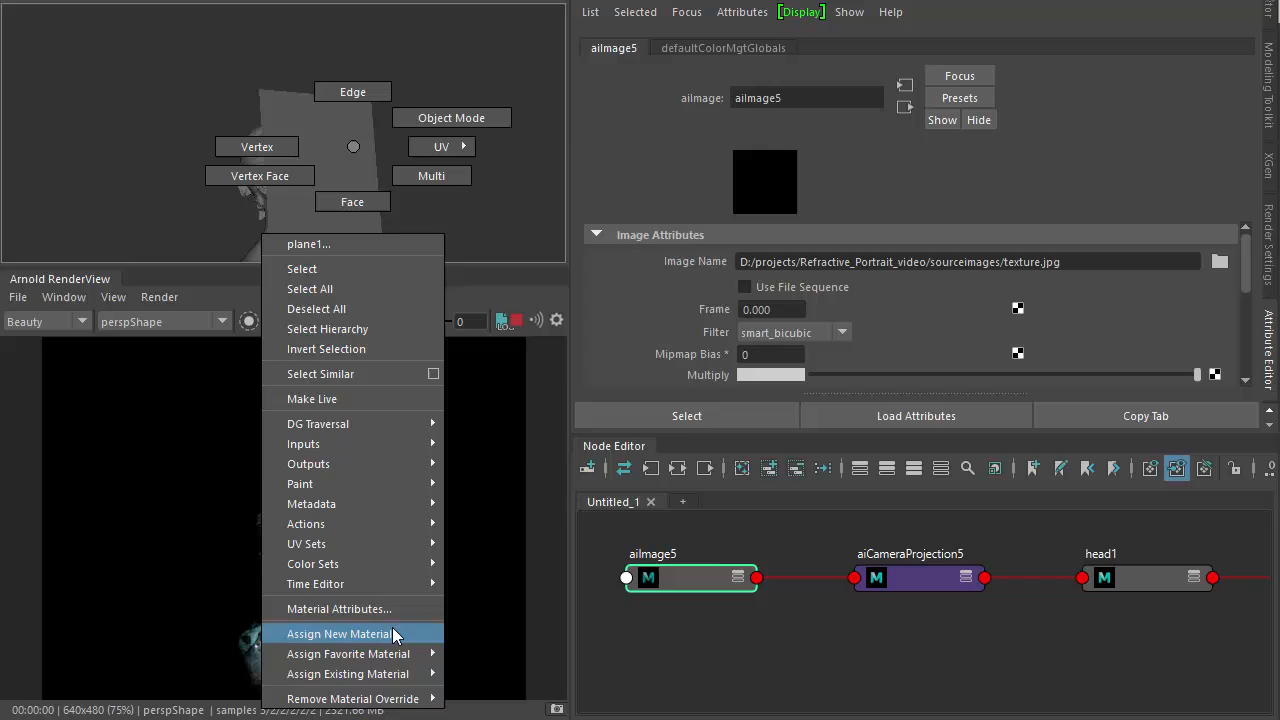 List Selected Focus Attributes Display Show Help
aiImage5 defaultColorMgtGlobals
aiImage: aiImage5
Focus
Presets
Show Hide
Image Attributes
Image Name D:/projects/Refractive_Portrait_video/sourceimages/texture.jpg
Use File Sequence
Frame 0.000
Filter smart_bicubic
Mipmap Bias * 0
Multiply
Select Load Attributes Copy Tab
Modeling Toolkit
XGen
Render Settings
Attribute Editor
Edge
Object Mode
Vertex UV
Vertex Face Multi
Face
Arnold RenderView
File Window View Render
Beauty perspShape 0
plane1...
Select
Select All
Deselect All
Select Hierarchy
Invert Selection
Select Similar
Make Live
DG Traversal
Inputs
Outputs
Paint
Metadata
Actions
UV Sets
Color Sets
Time Editor
Material Attributes...
Assign New Material
Assign Favorite Material
Assign Existing Material
Remove Material Override
00:00:00 | 640x480 (75%) | perspShape | samples
Node Editor
Untitled_1
aiImage5 aiCameraProjection5 head1